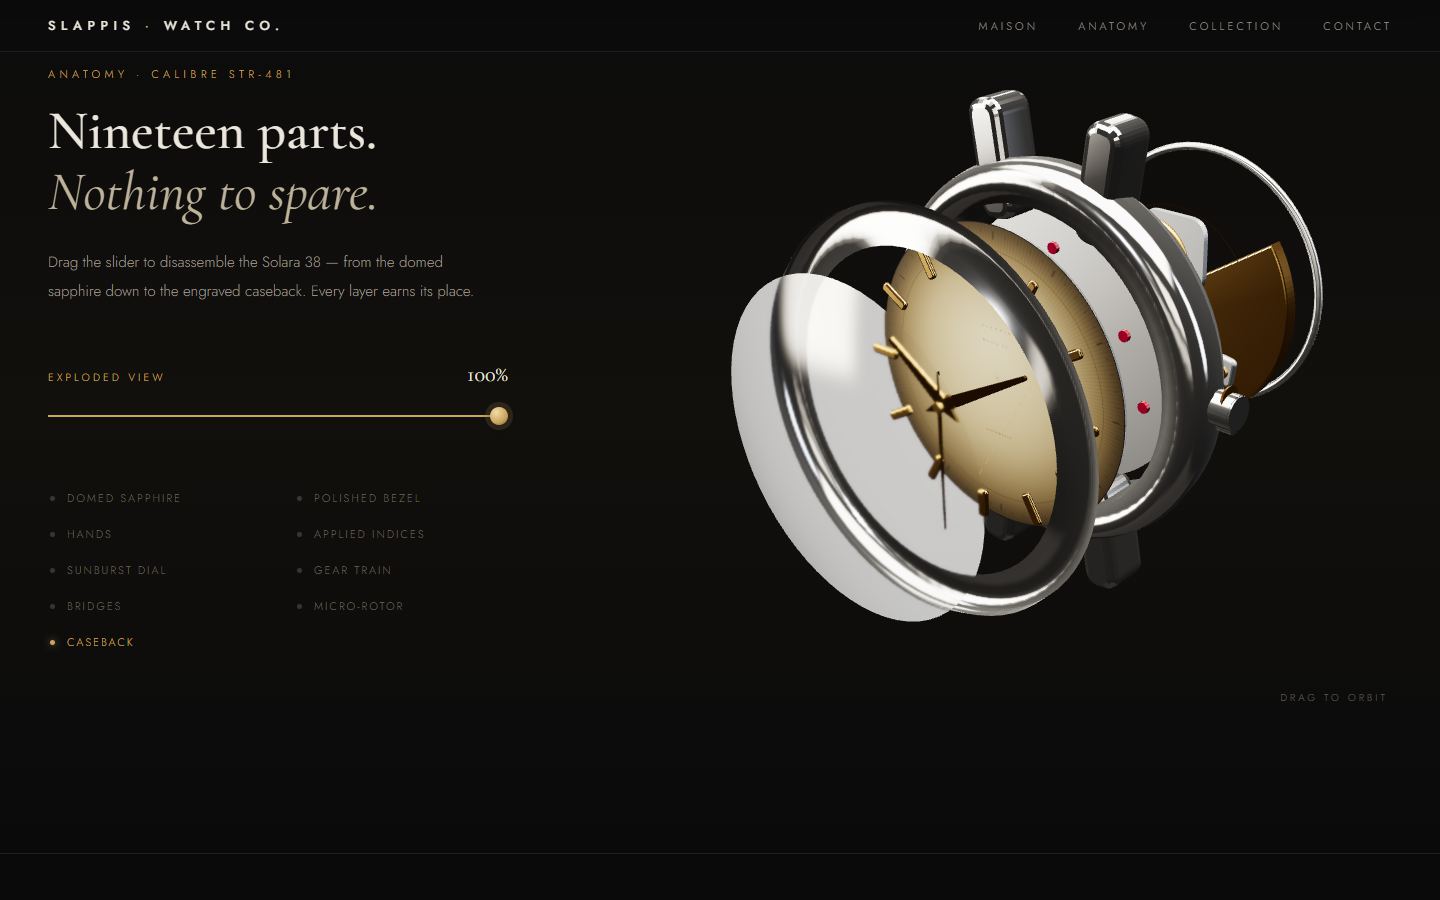 SLAPPIS · WATCH CO.
MAISON ANATOMY COLLECTION CONTACT
ANATOMY · CALIBRE STR-481
Nineteen parts.
Nothing to spare.
Drag the slider to disassemble the Solara 38 — from the domed
sapphire down to the engraved caseback. Every layer earns its place.
EXPLODED VIEW 100%
DOMED SAPPHIRE POLISHED BEZEL
HANDS APPLIED INDICES
SUNBURST DIAL GEAR TRAIN
BRIDGES MICRO-ROTOR
CASEBACK
DRAG TO ORBIT